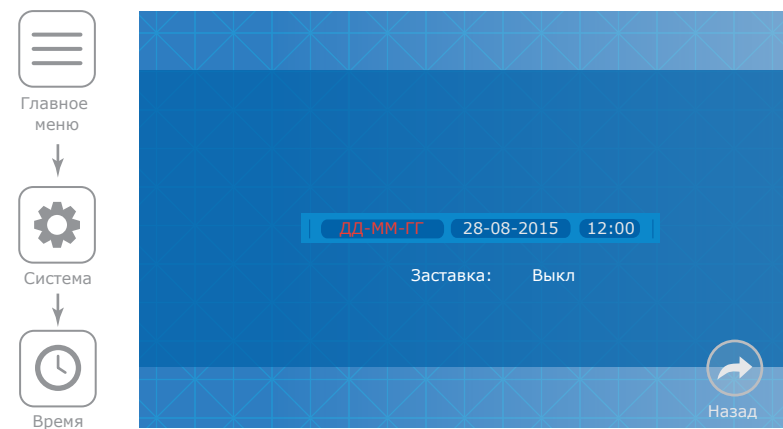 Главное
меню
Система
Время
ДД-ММ-ГГ 28-08-2015 12:00
Заставка: Выкл
Назад